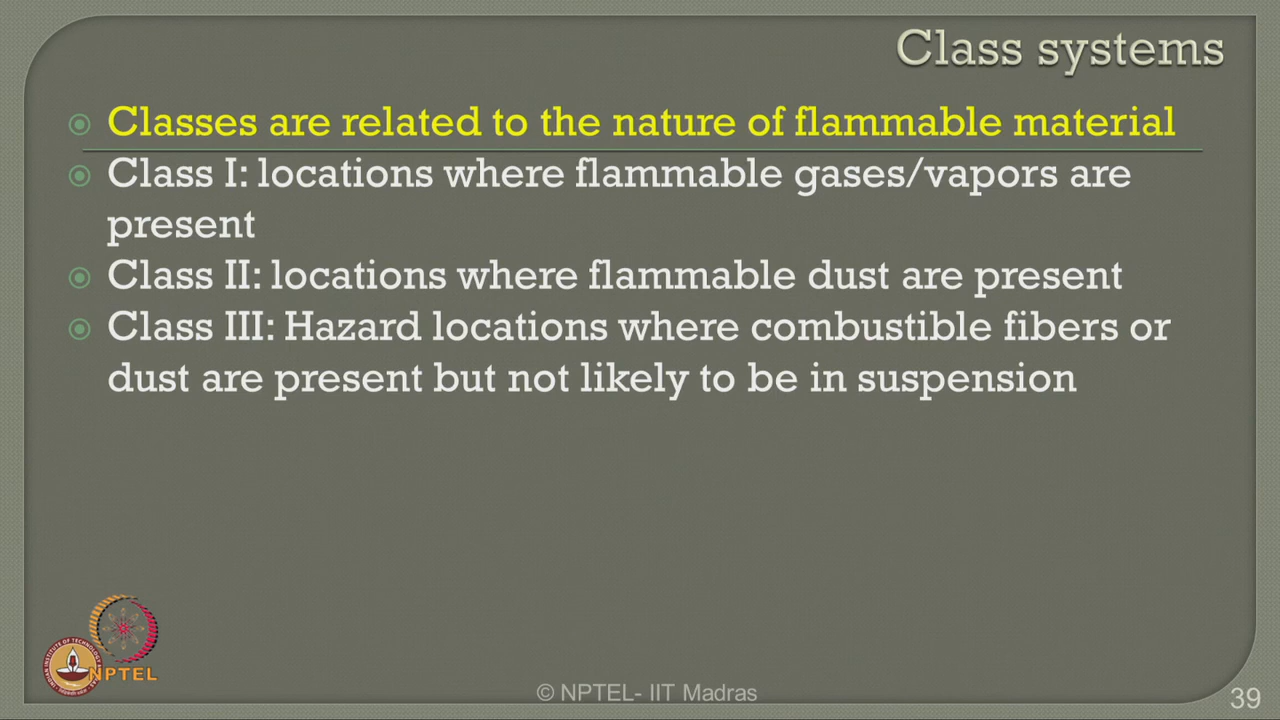 Class systems
Classes are related to the nature of flammable material
Class I: locations where flammable gases/vapors are
present
Class II: locations where flammable dust are present
Class III: Hazard locations where combustible fibers or
dust are present but not likely to be in suspension
NPTEL
© NPTEL- IIT Madras
39